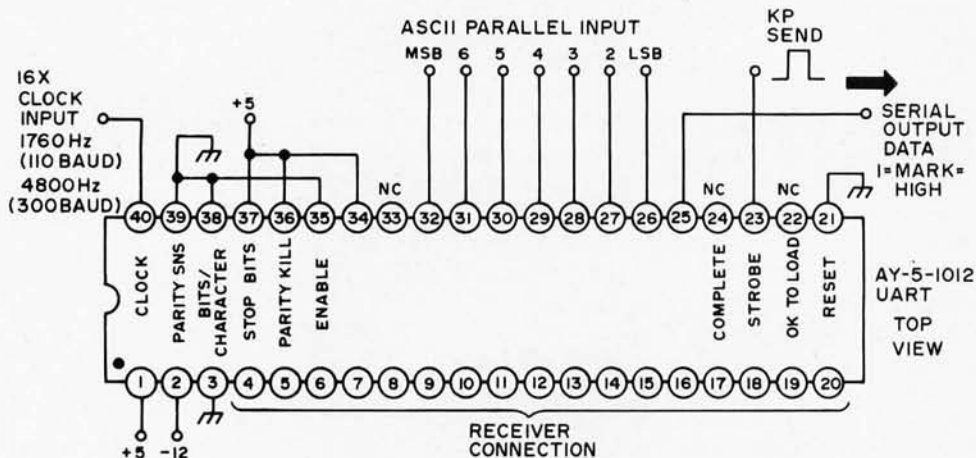 ASCII PARALLEL INPUT
MSB 6 5 4 3 2 LSB
KP
SEND
16X
CLOCK
INPUT
1760 Hz
(110 BAUD)
4800Hz
(300BAUD)
+5
SERIAL
OUTPUT
DATA
1=MARK=
HIGH
NC
NC
NC
40 39 38 37 36 35 34 33 32 31 30 29 28 27 26 25 24 23 22 21
CLOCK
PARITY SNS
BITS/
CHARACTER
STOP BITS
PARITY KILL
ENABLE
COMPLETE
STROBE
OK TO LOAD
RESET
AY-5-1012
UART
TOP
VIEW
1 2 3 4 5 6 7 8 9 10 11 12 13 14 15 16 17 18 19 20
+5 -12
RECEIVER
CONNECTION